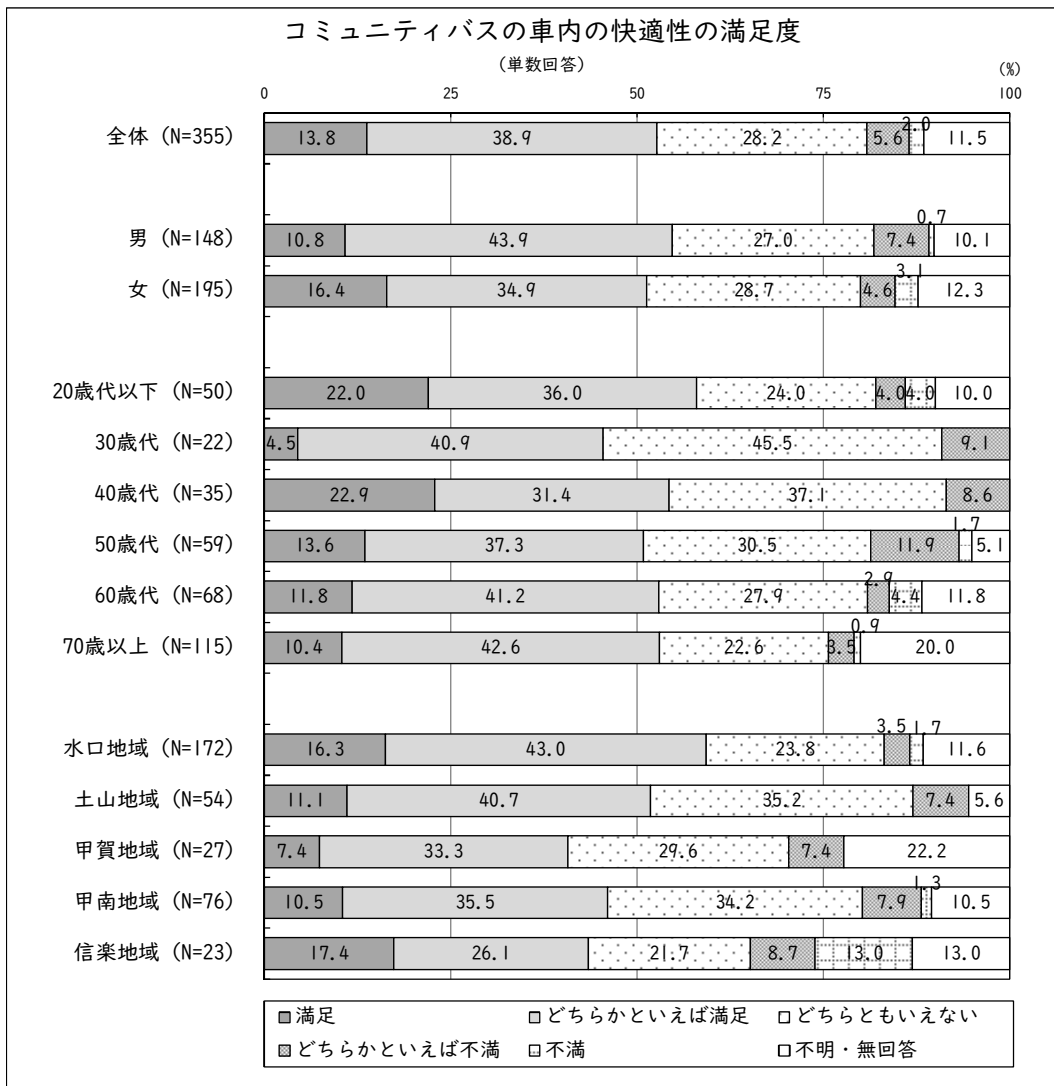 コミュニティバスの車内の快適性の満足度
(単数回答)
(%)
0 25 50 75 100
全体 (N=355) 13.8 38.9 28.2 5.6 2.0 11.5
男 (N=148) 10.8 43.9 27.0 7.4 0.7 10.1
女 (N=195) 16.4 34.9 28.7 4.6 3.1 12.3
20歳代以下 (N=50) 22.0 36.0 24.0 4.0 4.0 10.0
30歳代 (N=22) 4.5 40.9 45.5 9.1
40歳代 (N=35) 22.9 31.4 37.1 8.6
50歳代 (N=59) 13.6 37.3 30.5 11.9 1.7 5.1
60歳代 (N=68) 11.8 41.2 27.9 2.9 4.4 11.8
70歳以上 (N=115) 10.4 42.6 22.6 3.5 0.9 20.0
水口地域 (N=172) 16.3 43.0 23.8 3.5 1.7 11.6
土山地域 (N=54) 11.1 40.7 35.2 7.4 5.6
甲賀地域 (N=27) 7.4 33.3 29.6 7.4 22.2
甲南地域 (N=76) 10.5 35.5 34.2 7.9 1.3 10.5
信楽地域 (N=23) 17.4 26.1 21.7 8.7 13.0 13.0
満足 どちらかといえば満足 どちらともいえない
どちらかといえば不満 不満 不明・無回答